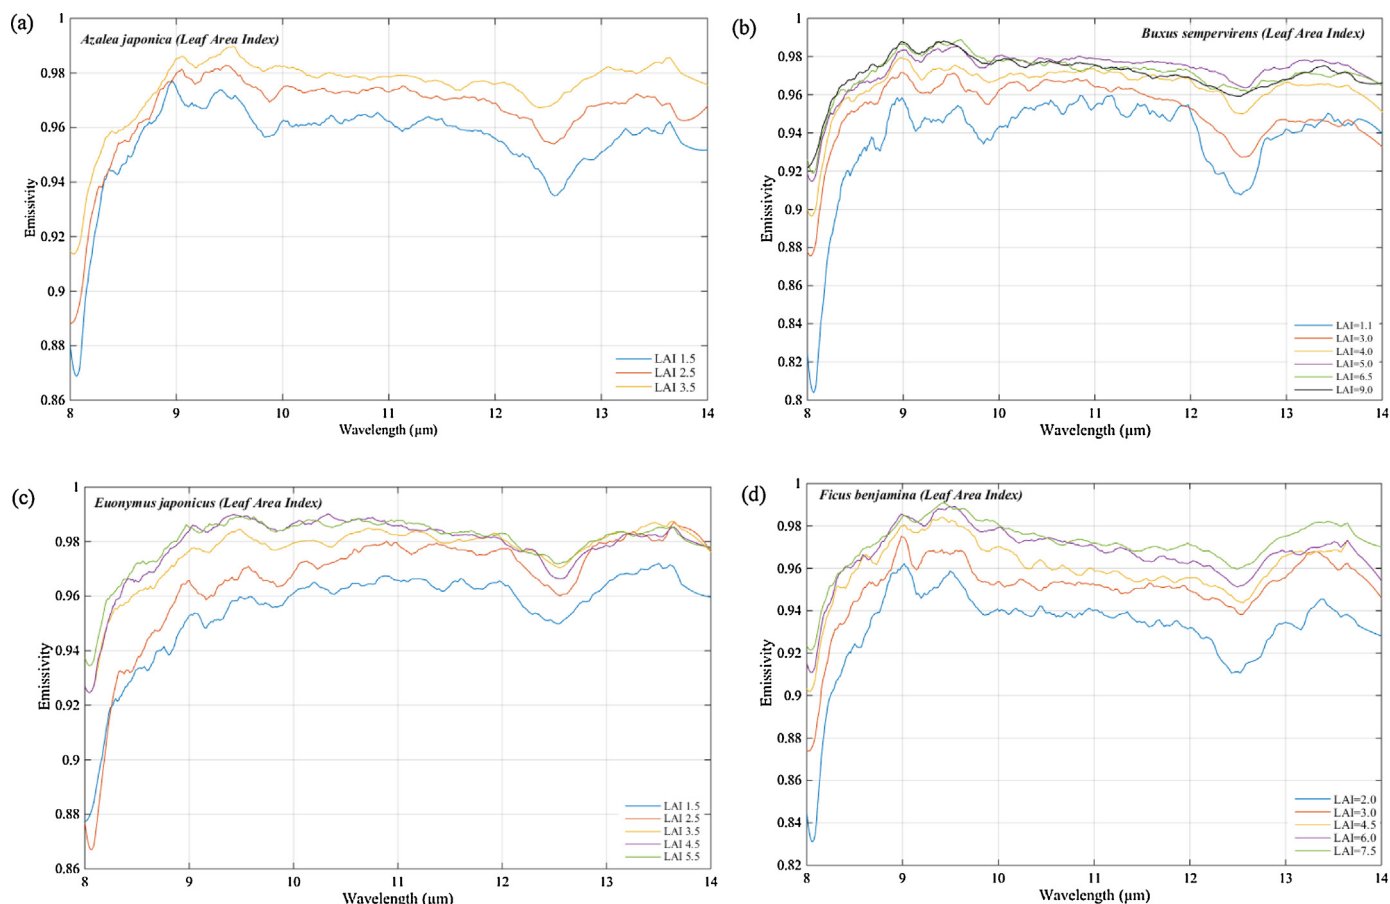 (a)
Azalea japonica (Leaf Area Index)
1
0.98
0.96
0.94
0.92
0.9
0.88
0.86
Emissivity
8
9
10
11
12
13
14
Wavelength (µm)
LAI 1.5
LAI 2.5
LAI 3.5
(b)
Buxus sempervirens (Leaf Area Index)
1
0.98
0.96
0.94
0.92
0.9
0.88
0.86
0.84
0.82
0.8
Emissivity
8
9
10
11
12
13
14
Wavelength (µm)
LAI=1.1
LAI=3.0
LAI=4.0
LAI=5.0
LAI=6.5
LAI=9.0
(c)
Euonymus japonicus (Leaf Area Index)
1
0.98
0.96
0.94
0.92
0.9
0.88
0.86
Emissivity
8
9
10
11
12
13
14
Wavelength (µm)
LAI 1.5
LAI 2.5
LAI 3.5
LAI 4.5
LAI 5.5
(d)
Ficus benjamina (Leaf Area Index)
1
0.98
0.96
0.94
0.92
0.9
0.88
0.86
0.84
0.82
Emissivity
8
9
10
11
12
13
14
Wavelength (µm)
LAI=2.0
LAI=3.0
LAI=4.5
LAI=6.0
LAI=7.5